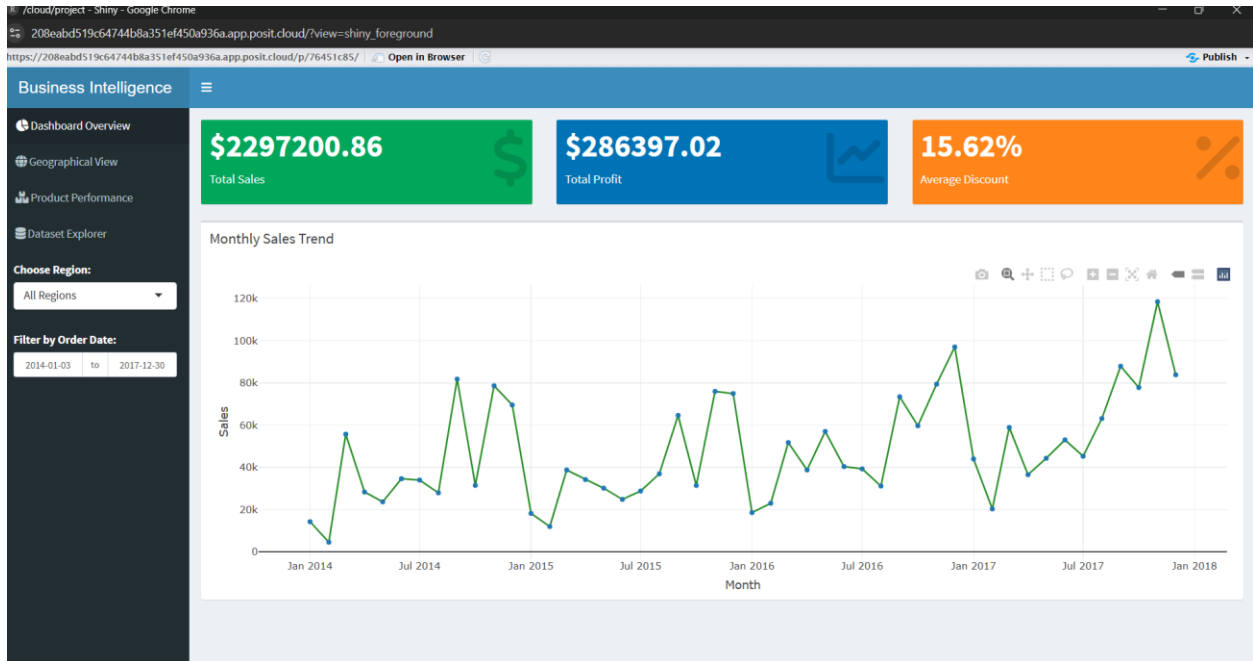 /cloud/project - Shiny - Google Chrome
208eabd519c64744b8a351ef450a936a.app.posit.cloud/?view=shiny_foreground
https://208eabd519c64744b8a351ef450a936a.app.posit.cloud/p/76451c85/ Open in Browser Publish
Business Intelligence
Dashboard Overview
Geographical View
Product Performance
Dataset Explorer
Choose Region:
All Regions
Filter by Order Date:
2014-01-03 to 2017-12-30
$2297200.86
Total Sales
$286397.02
Total Profit
15.62%
Average Discount
Monthly Sales Trend
120k
100k
80k
60k
40k
20k
0
Sales
Jan 2014 Jul 2014 Jan 2015 Jul 2015 Jan 2016 Jul 2016 Jan 2017 Jul 2017 Jan 2018
Month